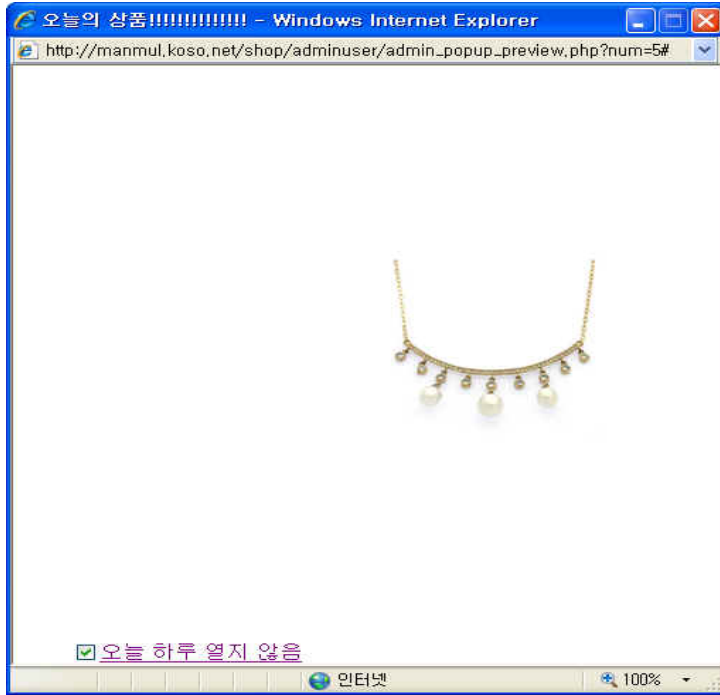 오늘의 상품!!!!!!!!!!!!!! - Windows Internet Explorer
http://manmul.koso.net/shop/adminuser/admin_popup_preview.php?num=5#
오늘 하루 열지 않음
인터넷
100%